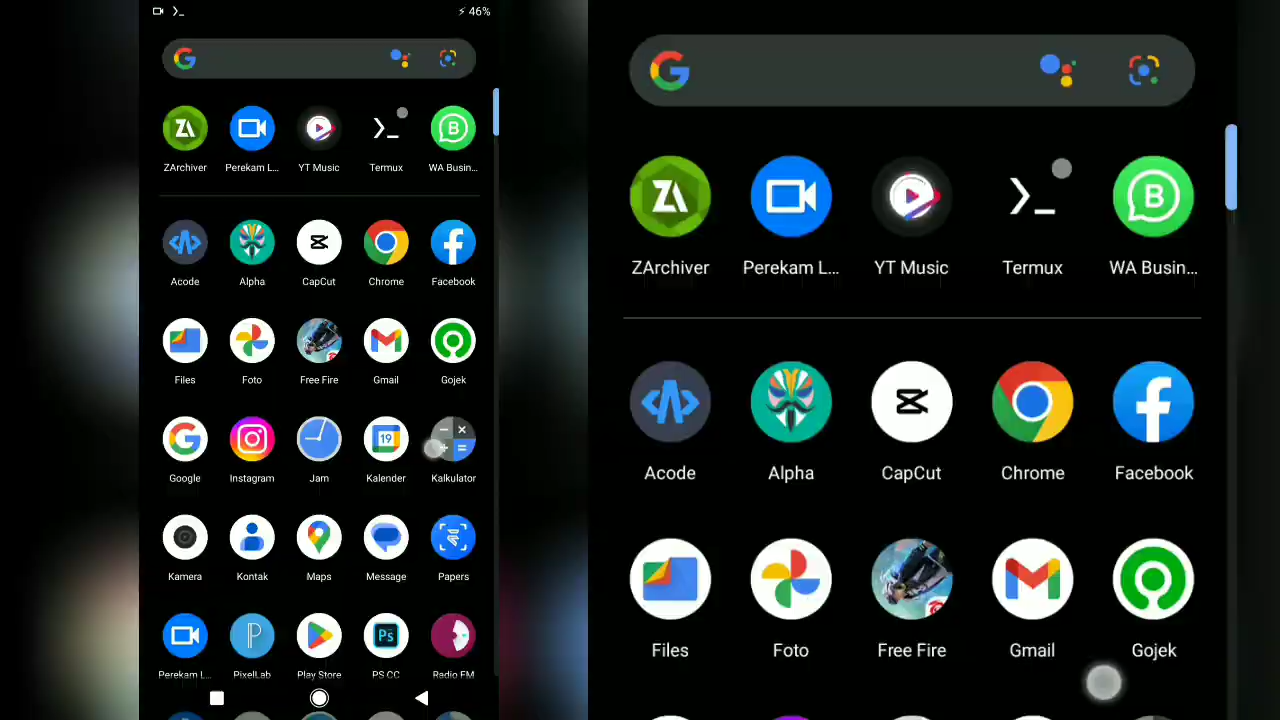 ⚡ 46%
ZArchiver Perekam L... YT Music Termux WA Busin...
Acode Alpha CapCut Chrome Facebook
Files Foto Free Fire Gmail Gojek
Google Instagram Jam Kalender Kalkulator
19
Kamera Kontak Maps Message Papers
Ps
Perekam L... PixelLab Play Store PS CC Radio FM
ZArchiver Perekam L... YT Music Termux WA Busin...
Acode Alpha CapCut Chrome Facebook
Files Foto Free Fire Gmail Gojek